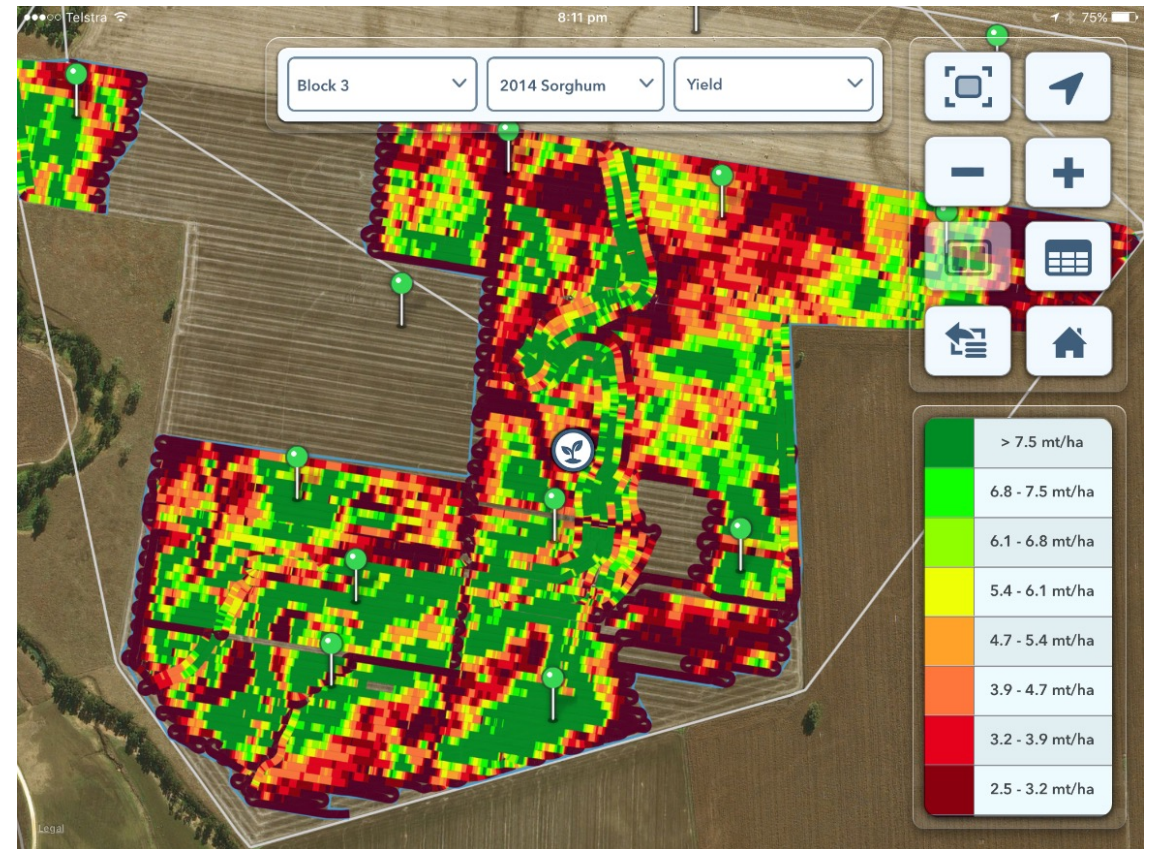 Telstra
8:11 pm
75%
Block 3
2014 Sorghum
Yield
> 7.5 mt/ha
6.8 - 7.5 mt/ha
6.1 - 6.8 mt/ha
5.4 - 6.1 mt/ha
4.7 - 5.4 mt/ha
3.9 - 4.7 mt/ha
3.2 - 3.9 mt/ha
2.5 - 3.2 mt/ha
Legal